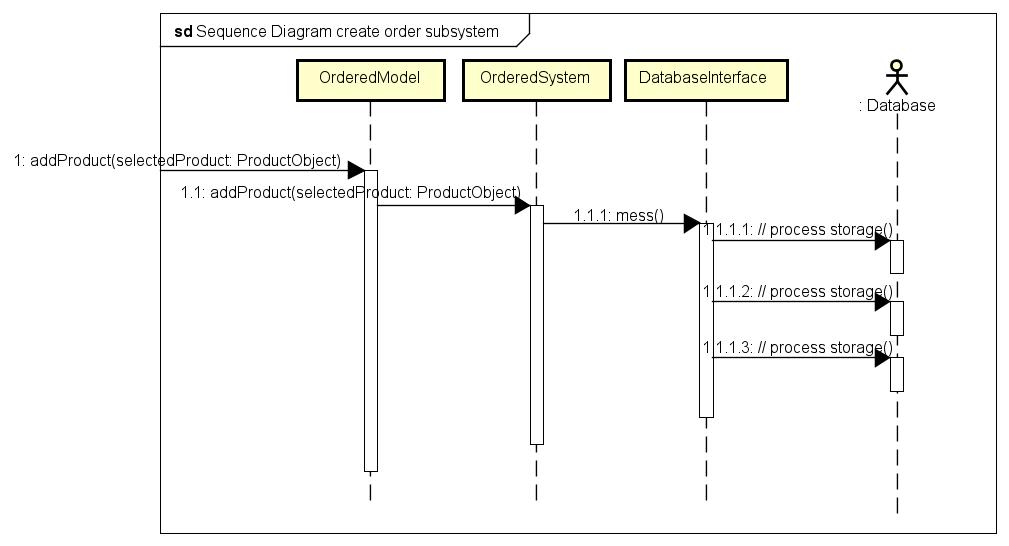 sd Sequence Diagram create order subsystem
OrderedModel
OrderedSystem
DatabaseInterface
: Database
1: addProduct(selectedProduct: ProductObject)
1.1: addProduct(selectedProduct: ProductObject)
1.1.1: mess()
1.1.1.1: // process storage()
1.1.1.2: // process storage()
1.1.1.3: // process storage()